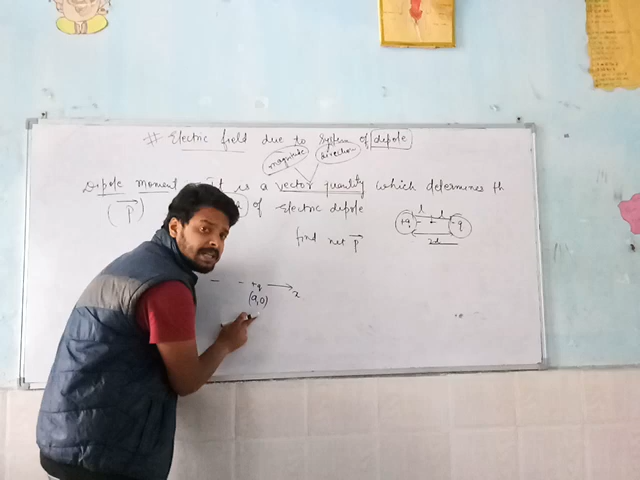 # Electric field due to system of dipole
magnitude direction
Dipole Moment It is a vector quantity which determines th
(P) of Electric dipole
find net P
l d
+q -q
2d
+q x
(a,0)